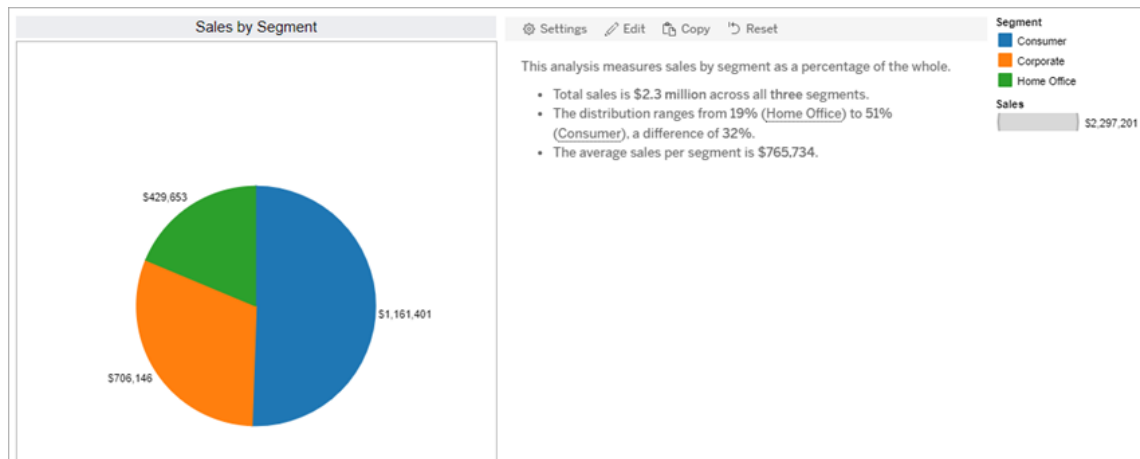 Sales by Segment
$429,653
$1,161,401
$706,146
Settings Edit Copy Reset
This analysis measures sales by segment as a percentage of the whole.
• Total sales is $2.3 million across all three segments.
• The distribution ranges from 19% (Home Office) to 51%
(Consumer), a difference of 32%.
• The average sales per segment is $765,734.
Segment
Consumer
Corporate
Home Office
Sales
$2,297,201